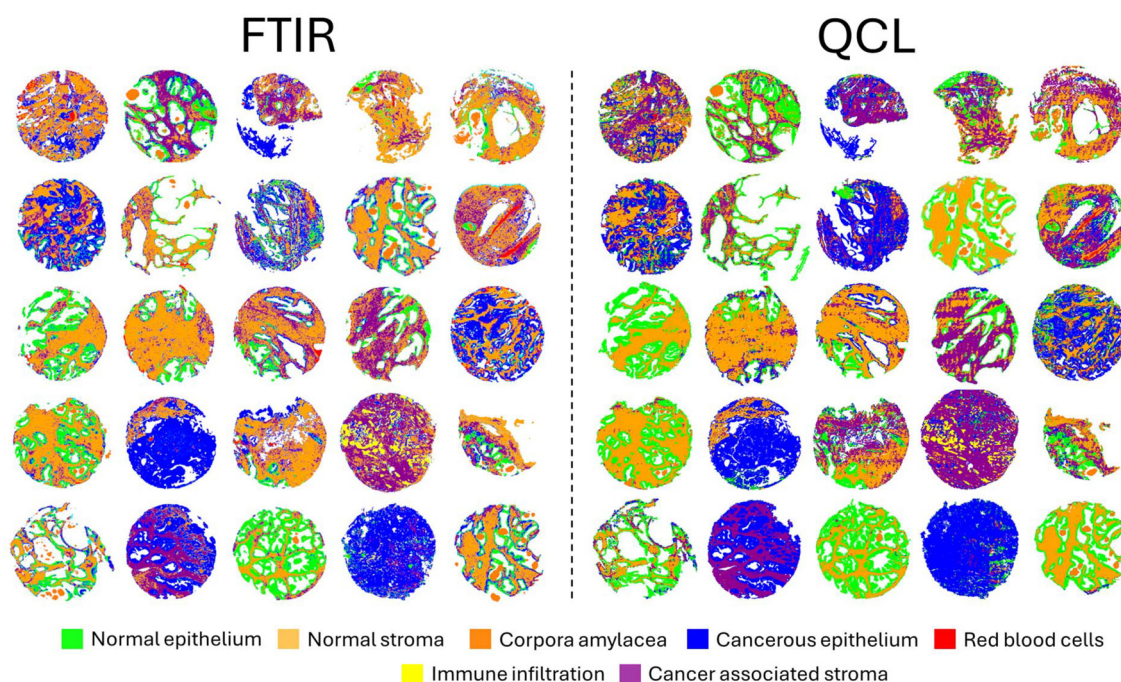 FTIR
QCL
Normal epithelium Normal stroma Corpora amylacea Cancerous epithelium Red blood cells
Immune infiltration Cancer associated stroma